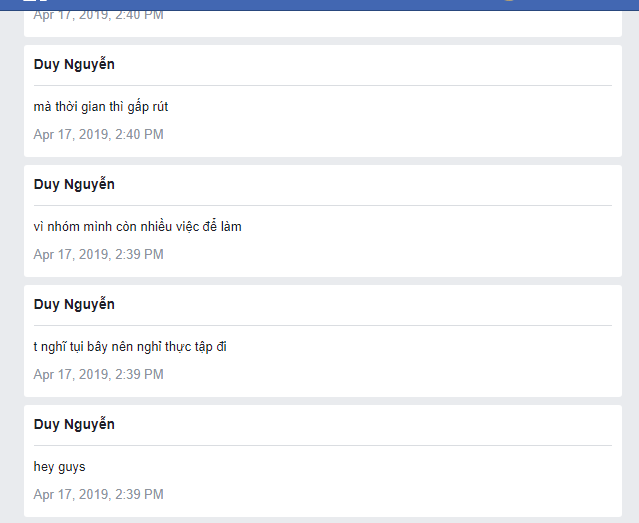 Apr 17, 2019, 2:40 PM
Duy Nguyễn
mà thời gian thì gấp rút
Apr 17, 2019, 2:40 PM
Duy Nguyễn
vì nhóm mình còn nhiều việc để làm
Apr 17, 2019, 2:39 PM
Duy Nguyễn
t nghĩ tụi bây nên nghỉ thực tập đi
Apr 17, 2019, 2:39 PM
Duy Nguyễn
hey guys
Apr 17, 2019, 2:39 PM